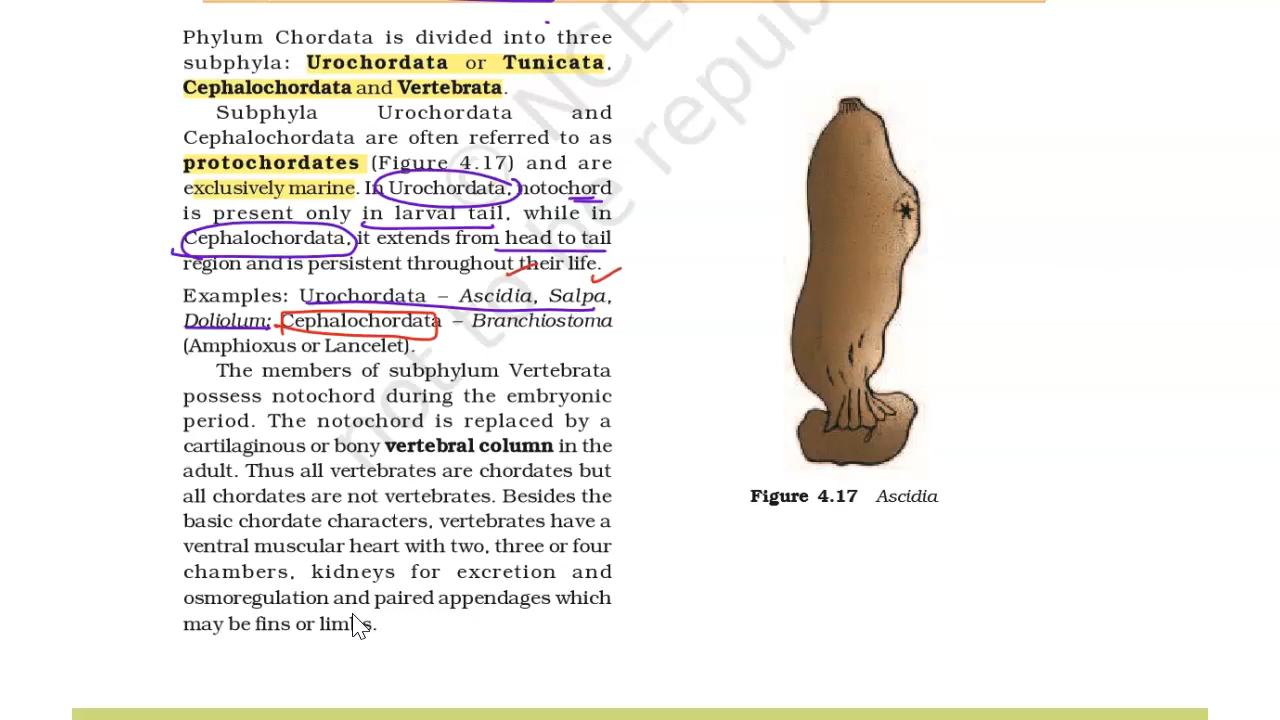 Phylum Chordata is divided into three
subphyla: Urochordata or Tunicata,
Cephalochordata and Vertebrata.
Subphyla Urochordata and
Cephalochordata are often referred to as
protochordates (Figure 4.17) and are
exclusively marine. In Urochordata, notochord
is present only in larval tail, while in
Cephalochordata, it extends from head to tail
region and is persistent throughout their life.
Examples: Urochordata – Ascidia, Salpa,
Doliolum; Cephalochordata – Branchiostoma
(Amphioxus or Lancelet).
The members of subphylum Vertebrata
possess notochord during the embryonic
period. The notochord is replaced by a
cartilaginous or bony vertebral column in the
adult. Thus all vertebrates are chordates but
all chordates are not vertebrates. Besides the
basic chordate characters, vertebrates have a
ventral muscular heart with two, three or four
chambers, kidneys for excretion and
osmoregulation and paired appendages which
may be fins or limbs.
Figure 4.17 Ascidia
© NCE
not to be republ